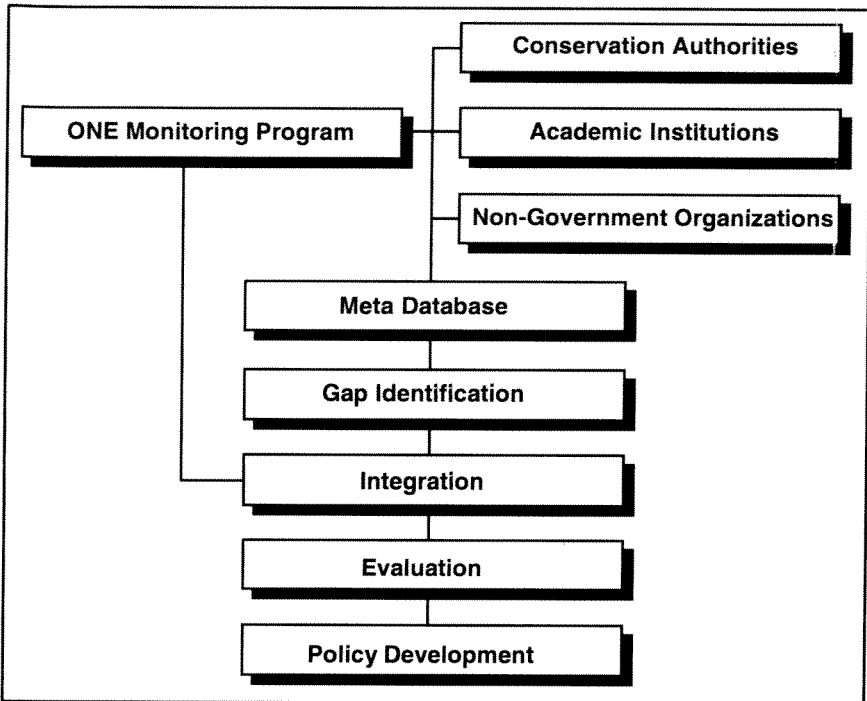 Conservation Authorities
ONE Monitoring Program
Academic Institutions
Non-Government Organizations
Meta Database
Gap Identification
Integration
Evaluation
Policy Development